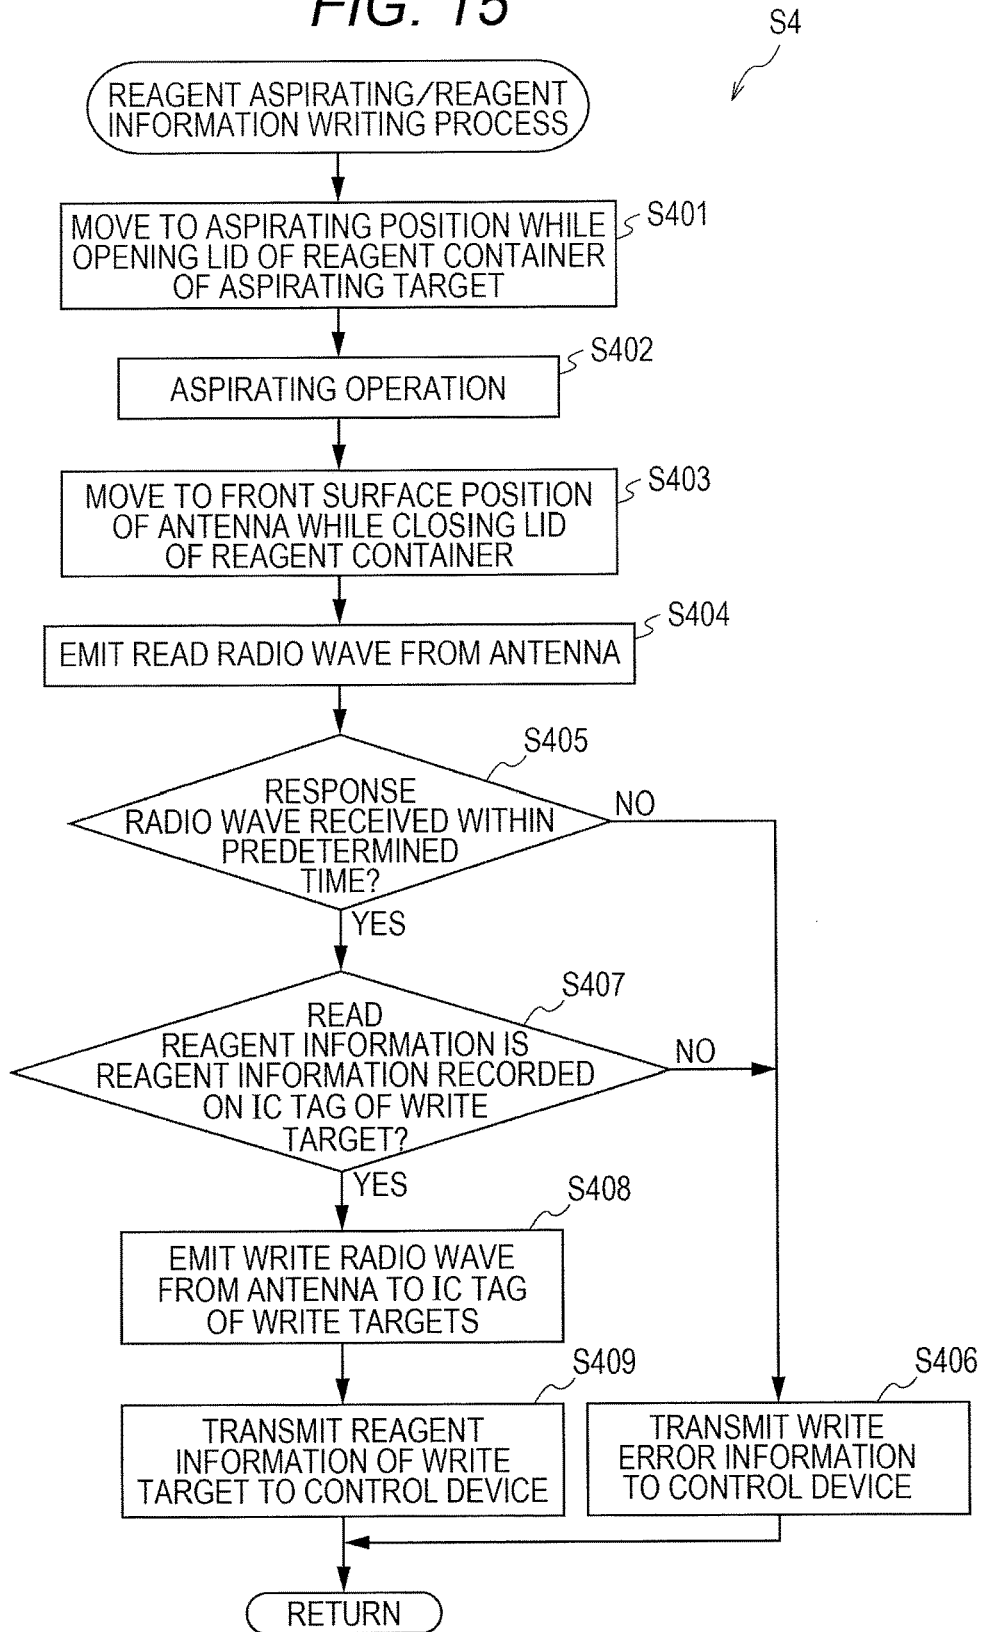 FIG. 15
S4
REAGENT ASPIRATING/REAGENT
INFORMATION WRITING PROCESS
S401
MOVE TO ASPIRATING POSITION WHILE
OPENING LID OF REAGENT CONTAINER
OF ASPIRATING TARGET
S402
ASPIRATING OPERATION
S403
MOVE TO FRONT SURFACE POSITION
OF ANTENNA WHILE CLOSING LID
OF REAGENT CONTAINER
S404
EMIT READ RADIO WAVE FROM ANTENNA
S405
RESPONSE
RADIO WAVE RECEIVED WITHIN
PREDETERMINED
TIME?
NO
YES
S407
READ
REAGENT INFORMATION IS
REAGENT INFORMATION RECORDED
ON IC TAG OF WRITE
TARGET?
NO
YES
S408
EMIT WRITE RADIO WAVE
FROM ANTENNA TO IC TAG
OF WRITE TARGETS
S409
TRANSMIT REAGENT
INFORMATION OF WRITE
TARGET TO CONTROL DEVICE
S406
TRANSMIT WRITE
ERROR INFORMATION
TO CONTROL DEVICE
RETURN